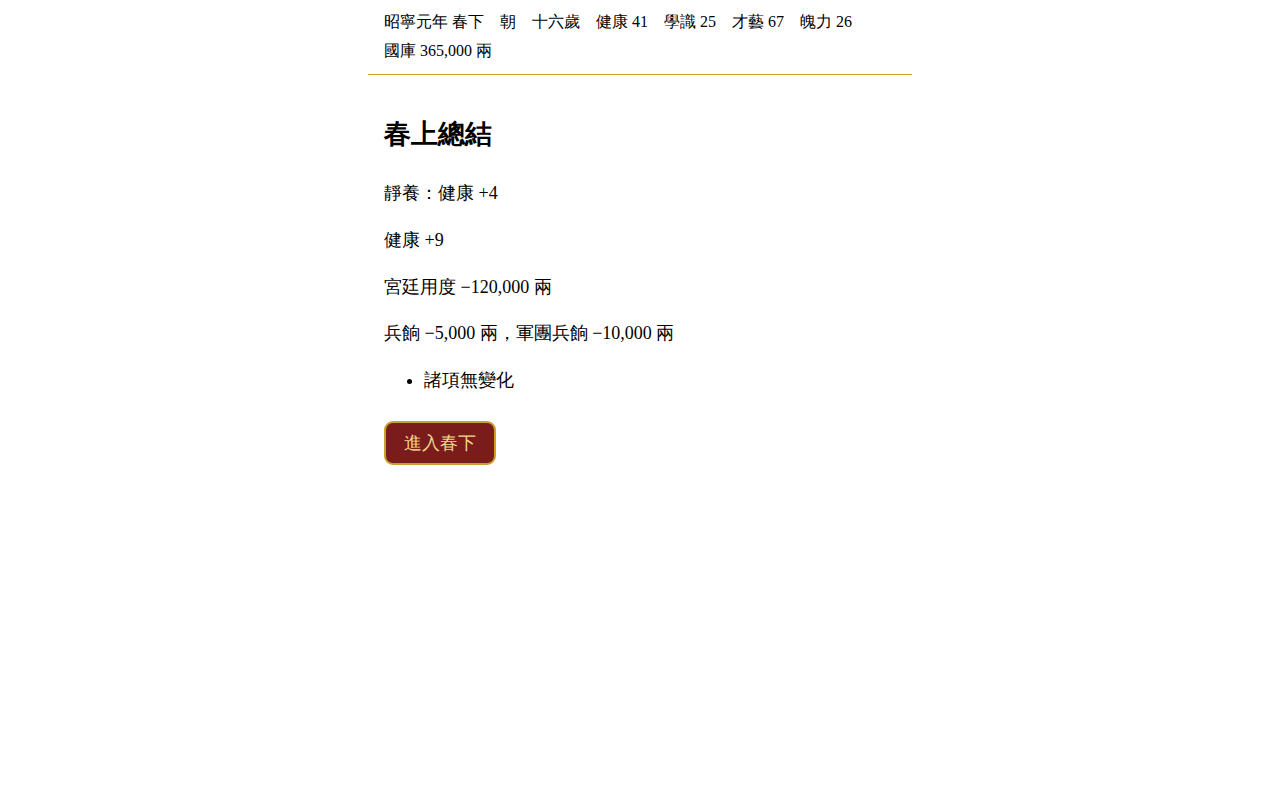 昭寧元年 春下　朝　十六歲　健康 41　學識 25　才藝 67　魄力 26
國庫 365,000 兩
春上總結
靜養：健康 +4
健康 +9
宮廷用度 −120,000 兩
兵餉 −5,000 兩，軍團兵餉 −10,000 兩
諸項無變化
進入春下